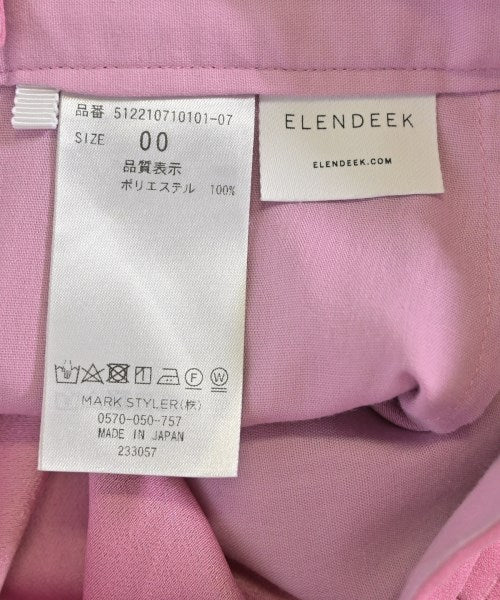 品番 512210710101-07
SIZE 00
品質表示
ポリエステル 100%
F W
MARK STYLER(株)
0570-050-757
MADE IN JAPAN
233057
ELENDEEK
ELENDEEK.COM